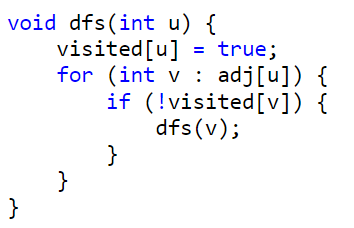 void dfs(int u) {
    visited[u] = true;
    for (int v : adj[u]) {
        if (!visited[v]) {
            dfs(v);
        }
    }
}